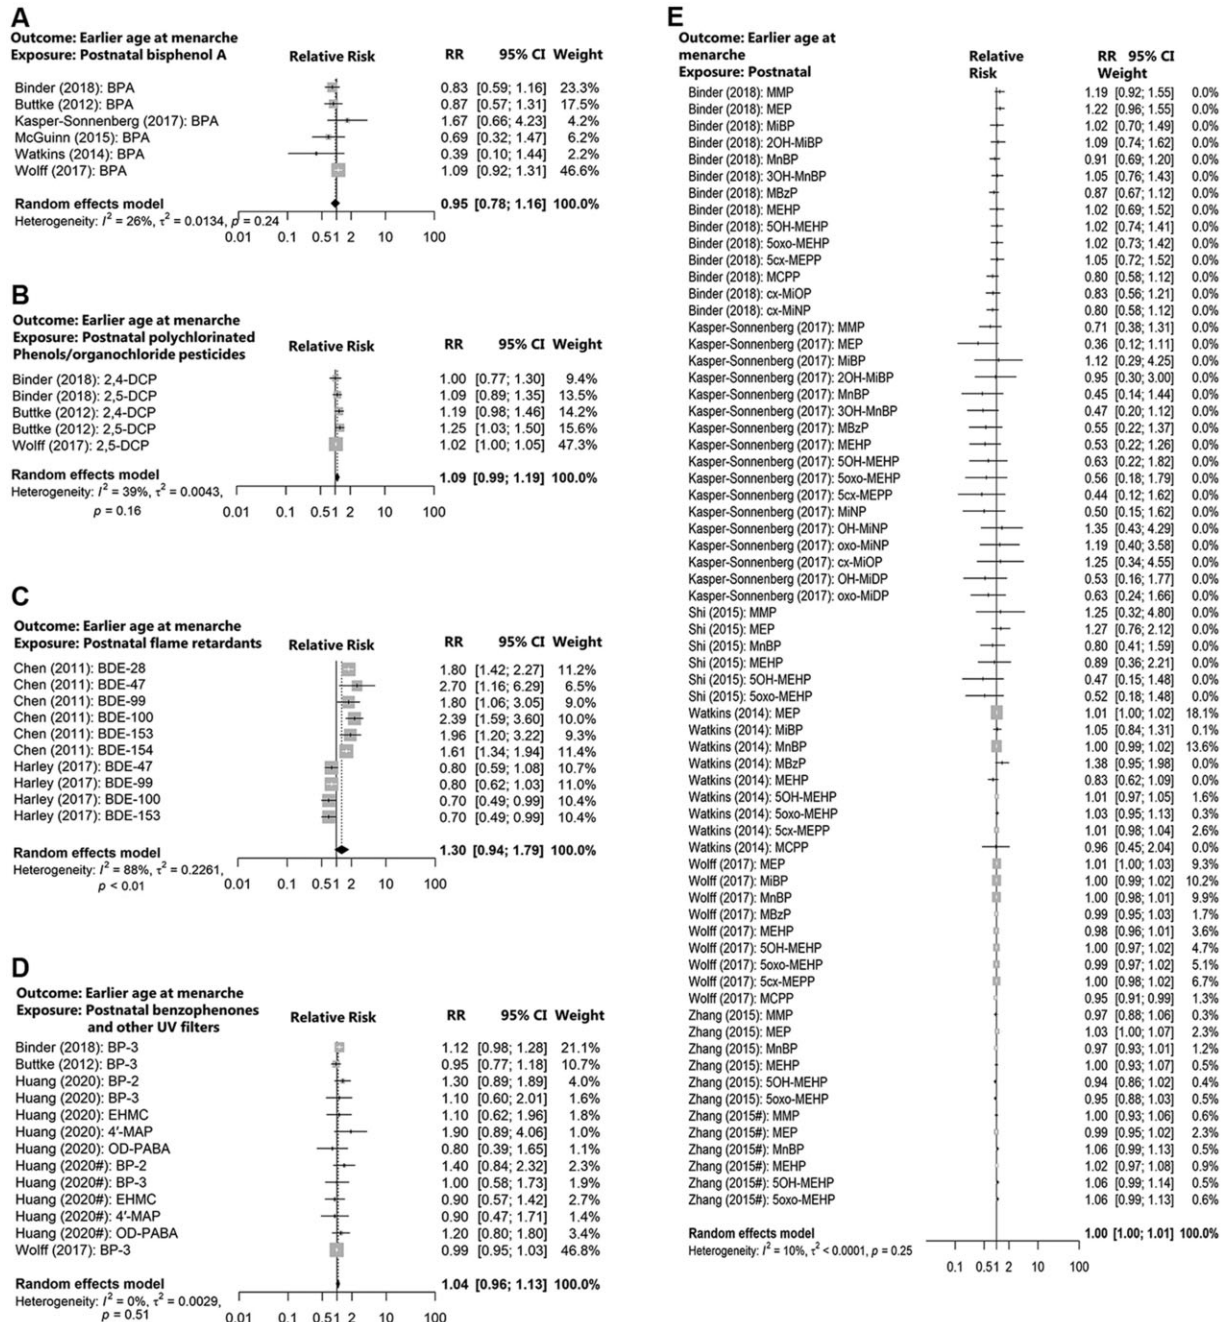 A
Outcome: Earlier age at menarche
Exposure: Postnatal bisphenol A Relative Risk RR 95% CI Weight
Binder (2018): BPA 0.83 [0.59; 1.16] 23.3%
Buttke (2012): BPA 0.87 [0.57; 1.31] 17.5%
Kasper-Sonnenberg (2017): BPA 1.67 [0.66; 4.23] 4.2%
McGuinn (2015): BPA 0.69 [0.32; 1.47] 6.2%
Watkins (2014): BPA 0.39 [0.10; 1.44] 2.2%
Wolff (2017): BPA 1.09 [0.92; 1.31] 46.6%
Random effects model 0.95 [0.78; 1.16] 100.0%
Heterogeneity: I² = 26%, τ² = 0.0134, p = 0.24
0.01 0.1 0.51 2 10 100
B
Outcome: Earlier age at menarche
Exposure: Postnatal polychlorinated
Phenols/organochloride pesticides Relative Risk RR 95% CI Weight
Binder (2018): 2,4-DCP 1.00 [0.77; 1.30] 9.4%
Binder (2018): 2,5-DCP 1.09 [0.89; 1.35] 13.5%
Buttke (2012): 2,4-DCP 1.19 [0.98; 1.46] 14.2%
Buttke (2012): 2,5-DCP 1.25 [1.03; 1.50] 15.6%
Wolff (2017): 2,5-DCP 1.02 [1.00; 1.05] 47.3%
Random effects model 1.09 [0.99; 1.19] 100.0%
Heterogeneity: I² = 39%, τ² = 0.0043,
p = 0.16
0.01 0.1 0.51 2 10 100
C
Outcome: Earlier age at menarche
Exposure: Postnatal flame retardants Relative Risk RR 95% CI Weight
Chen (2011): BDE-28 1.80 [1.42; 2.27] 11.2%
Chen (2011): BDE-47 2.70 [1.16; 6.29] 6.5%
Chen (2011): BDE-99 1.80 [1.06; 3.05] 9.0%
Chen (2011): BDE-100 2.39 [1.59; 3.60] 10.0%
Chen (2011): BDE-153 1.96 [1.20; 3.22] 9.3%
Chen (2011): BDE-154 1.61 [1.34; 1.94] 11.4%
Harley (2017): BDE-47 0.80 [0.59; 1.08] 10.7%
Harley (2017): BDE-99 0.80 [0.62; 1.03] 11.0%
Harley (2017): BDE-100 0.70 [0.49; 0.99] 10.4%
Harley (2017): BDE-153 0.70 [0.49; 0.99] 10.4%
Random effects model 1.30 [0.94; 1.79] 100.0%
Heterogeneity: I² = 88%, τ² = 0.2261,
p < 0.01
0.01 0.1 0.51 2 10 100
D
Outcome: Earlier age at menarche
Exposure: Postnatal benzophenones
and other UV filters Relative Risk RR 95% CI Weight
Binder (2018): BP-3 1.12 [0.98; 1.28] 21.1%
Buttke (2012): BP-3 0.95 [0.77; 1.18] 10.7%
Huang (2020): BP-2 1.30 [0.89; 1.89] 4.0%
Huang (2020): BP-3 1.10 [0.60; 2.01] 1.6%
Huang (2020): EHMC 1.10 [0.62; 1.96] 1.8%
Huang (2020): 4′-MAP 1.90 [0.89; 4.06] 1.0%
Huang (2020): OD-PABA 0.80 [0.39; 1.65] 1.1%
Huang (2020#): BP-2 1.40 [0.84; 2.32] 2.3%
Huang (2020#): BP-3 1.00 [0.58; 1.73] 1.9%
Huang (2020#): EHMC 0.90 [0.57; 1.42] 2.7%
Huang (2020#): 4′-MAP 0.90 [0.47; 1.71] 1.4%
Huang (2020#): OD-PABA 1.20 [0.80; 1.80] 3.4%
Wolff (2017): BP-3 0.99 [0.95; 1.03] 46.8%
Random effects model 1.04 [0.96; 1.13] 100.0%
Heterogeneity: I² = 0%, τ² = 0.0029,
p = 0.51
0.01 0.1 0.51 2 10 100
E
Outcome: Earlier age at
menarche Relative RR 95% CI
Exposure: Postnatal Risk Weight
Binder (2018): MMP 1.19 [0.92; 1.55] 0.0%
Binder (2018): MEP 1.22 [0.96; 1.55] 0.0%
Binder (2018): MiBP 1.02 [0.70; 1.49] 0.0%
Binder (2018): 2OH-MiBP 1.09 [0.74; 1.62] 0.0%
Binder (2018): MnBP 0.91 [0.69; 1.20] 0.0%
Binder (2018): 3OH-MnBP 1.05 [0.76; 1.43] 0.0%
Binder (2018): MBzP 0.87 [0.67; 1.12] 0.0%
Binder (2018): MEHP 1.02 [0.69; 1.52] 0.0%
Binder (2018): 5OH-MEHP 1.02 [0.74; 1.41] 0.0%
Binder (2018): 5oxo-MEHP 1.02 [0.73; 1.42] 0.0%
Binder (2018): 5cx-MEPP 1.05 [0.72; 1.52] 0.0%
Binder (2018): MCPP 0.80 [0.58; 1.12] 0.0%
Binder (2018): cx-MiOP 0.83 [0.56; 1.21] 0.0%
Binder (2018): cx-MiNP 0.80 [0.58; 1.12] 0.0%
Kasper-Sonnenberg (2017): MMP 0.71 [0.38; 1.31] 0.0%
Kasper-Sonnenberg (2017): MEP 0.36 [0.12; 1.11] 0.0%
Kasper-Sonnenberg (2017): MiBP 1.12 [0.29; 4.25] 0.0%
Kasper-Sonnenberg (2017): 2OH-MiBP 0.95 [0.30; 3.00] 0.0%
Kasper-Sonnenberg (2017): MnBP 0.45 [0.14; 1.44] 0.0%
Kasper-Sonnenberg (2017): 3OH-MnBP 0.47 [0.20; 1.12] 0.0%
Kasper-Sonnenberg (2017): MBzP 0.55 [0.22; 1.37] 0.0%
Kasper-Sonnenberg (2017): MEHP 0.53 [0.22; 1.26] 0.0%
Kasper-Sonnenberg (2017): 5OH-MEHP 0.63 [0.22; 1.82] 0.0%
Kasper-Sonnenberg (2017): 5oxo-MEHP 0.56 [0.18; 1.79] 0.0%
Kasper-Sonnenberg (2017): 5cx-MEPP 0.44 [0.12; 1.62] 0.0%
Kasper-Sonnenberg (2017): MiNP 0.50 [0.15; 1.62] 0.0%
Kasper-Sonnenberg (2017): OH-MiNP 1.35 [0.43; 4.29] 0.0%
Kasper-Sonnenberg (2017): oxo-MiNP 1.19 [0.40; 3.58] 0.0%
Kasper-Sonnenberg (2017): cx-MiOP 1.25 [0.34; 4.55] 0.0%
Kasper-Sonnenberg (2017): OH-MiDP 0.53 [0.16; 1.77] 0.0%
Kasper-Sonnenberg (2017): oxo-MiDP 0.63 [0.24; 1.66] 0.0%
Shi (2015): MMP 1.25 [0.32; 4.80] 0.0%
Shi (2015): MEP 1.27 [0.76; 2.12] 0.0%
Shi (2015): MnBP 0.80 [0.41; 1.59] 0.0%
Shi (2015): MEHP 0.89 [0.36; 2.21] 0.0%
Shi (2015): 5OH-MEHP 0.47 [0.15; 1.48] 0.0%
Shi (2015): 5oxo-MEHP 0.52 [0.18; 1.48] 0.0%
Watkins (2014): MEP 1.01 [1.00; 1.02] 18.1%
Watkins (2014): MiBP 1.05 [0.84; 1.31] 0.1%
Watkins (2014): MnBP 1.00 [0.99; 1.02] 13.6%
Watkins (2014): MBzP 1.38 [0.95; 1.98] 0.0%
Watkins (2014): MEHP 0.83 [0.62; 1.09] 0.0%
Watkins (2014): 5OH-MEHP 1.01 [0.97; 1.05] 1.6%
Watkins (2014): 5oxo-MEHP 1.03 [0.95; 1.13] 0.3%
Watkins (2014): 5cx-MEPP 1.01 [0.98; 1.04] 2.6%
Watkins (2014): MCPP 0.96 [0.45; 2.04] 0.0%
Wolff (2017): MEP 1.01 [1.00; 1.03] 9.3%
Wolff (2017): MiBP 1.00 [0.99; 1.02] 10.2%
Wolff (2017): MnBP 1.00 [0.98; 1.01] 9.9%
Wolff (2017): MBzP 0.99 [0.95; 1.03] 1.7%
Wolff (2017): MEHP 0.98 [0.96; 1.01] 3.6%
Wolff (2017): 5OH-MEHP 1.00 [0.97; 1.02] 4.7%
Wolff (2017): 5oxo-MEHP 0.99 [0.97; 1.02] 5.1%
Wolff (2017): 5cx-MEPP 1.00 [0.98; 1.02] 6.7%
Wolff (2017): MCPP 0.95 [0.91; 0.99] 1.3%
Zhang (2015): MMP 0.97 [0.88; 1.06] 0.3%
Zhang (2015): MEP 1.03 [1.00; 1.07] 2.3%
Zhang (2015): MnBP 0.97 [0.93; 1.01] 1.2%
Zhang (2015): MEHP 1.00 [0.93; 1.07] 0.5%
Zhang (2015): 5OH-MEHP 0.94 [0.86; 1.02] 0.4%
Zhang (2015): 5oxo-MEHP 0.95 [0.88; 1.03] 0.5%
Zhang (2015#): MMP 1.00 [0.93; 1.06] 0.6%
Zhang (2015#): MEP 0.99 [0.95; 1.02] 2.3%
Zhang (2015#): MnBP 1.06 [0.99; 1.13] 0.5%
Zhang (2015#): MEHP 1.02 [0.97; 1.08] 0.9%
Zhang (2015#): 5OH-MEHP 1.06 [0.99; 1.14] 0.5%
Zhang (2015#): 5oxo-MEHP 1.06 [0.99; 1.13] 0.6%
Random effects model 1.00 [1.00; 1.01] 100.0%
Heterogeneity: I² = 10%, τ² < 0.0001, p = 0.25
0.1 0.51 2 10 100